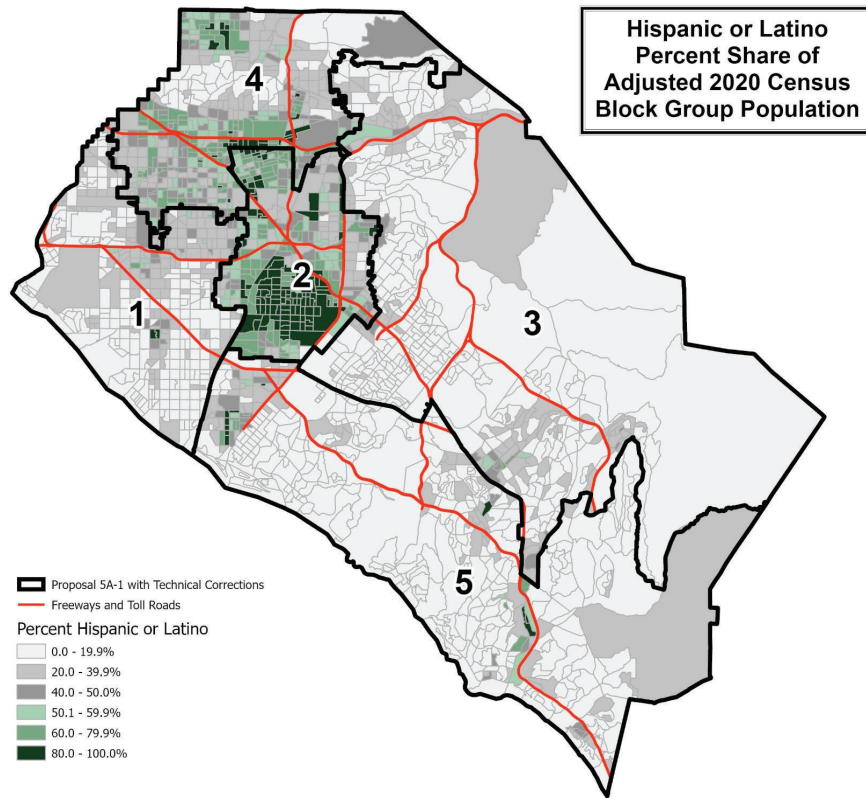 Hispanic or Latino
Percent Share of
Adjusted 2020 Census
Block Group Population
4
2
1
3
5
Proposal 5A-1 with Technical Corrections
Freeways and Toll Roads
Percent Hispanic or Latino
0.0 - 19.9%
20.0 - 39.9%
40.0 - 50.0%
50.1 - 59.9%
60.0 - 79.9%
80.0 - 100.0%